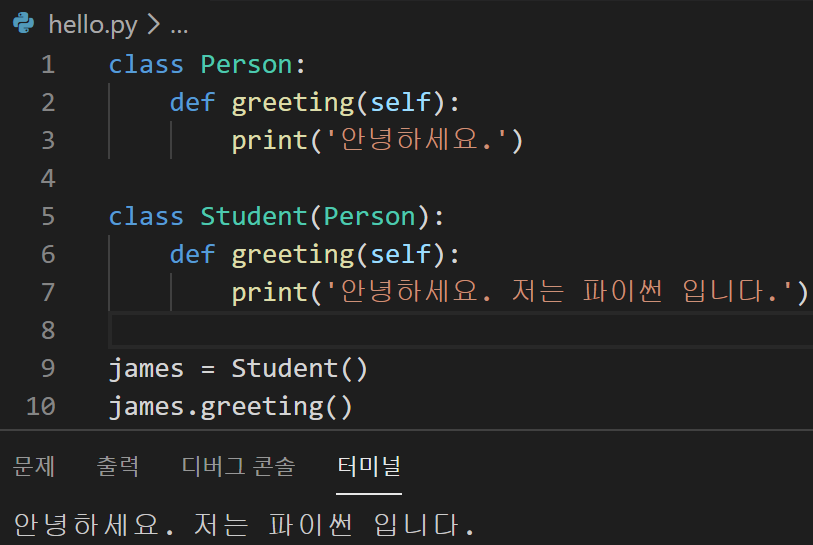 hello.py > ...
1 class Person:
2     def greeting(self):
3         print('안녕하세요.')
4
5 class Student(Person):
6     def greeting(self):
7         print('안녕하세요. 저는 파이썬 입니다.')
8
9 james = Student()
10 james.greeting()
문제 출력 디버그 콘솔 터미널
안녕하세요. 저는 파이썬 입니다.